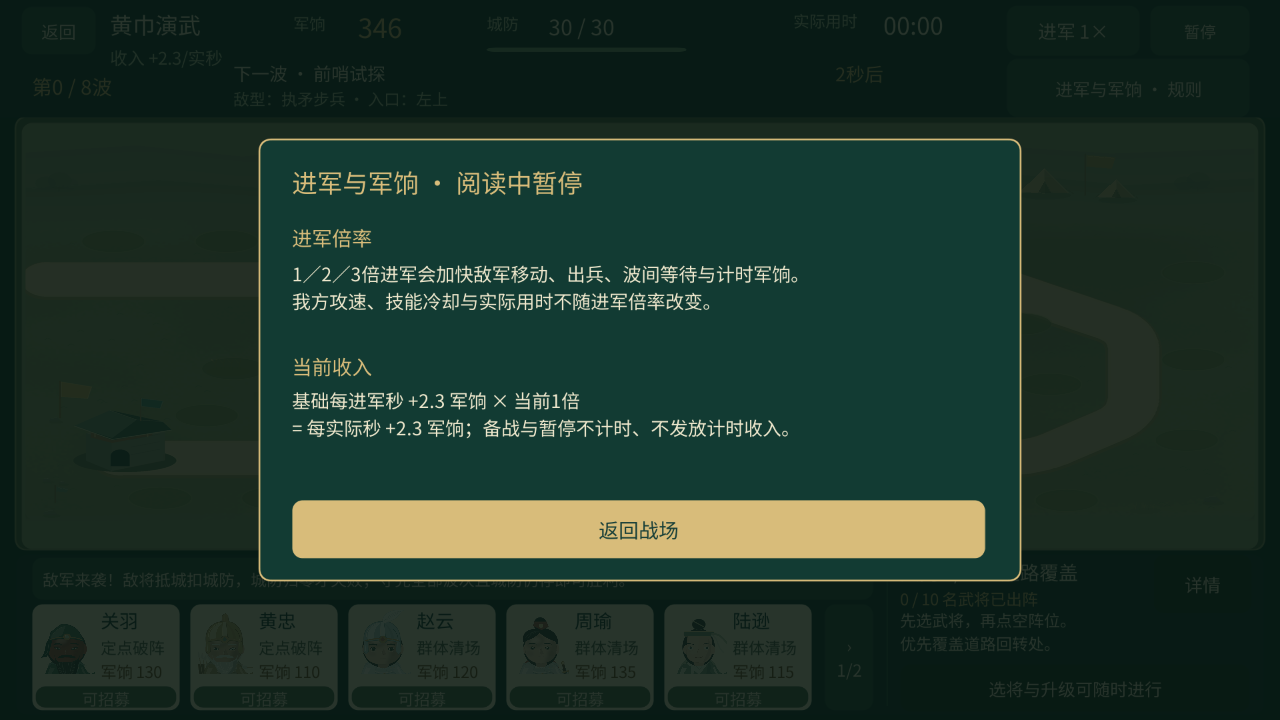 返回
黄巾演武
收入 +2.3/实秒
军饷
346
城防
30 / 30
实际用时
00:00
进军 1×
暂停
第0 / 8波
下一波 · 前哨试探
2秒后
敌型：执矛步兵 · 入口：左上
进军与军饷 · 规则
进军与军饷 · 阅读中暂停
进军倍率
1／2／3倍进军会加快敌军移动、出兵、波间等待与计时军饷。
我方攻速、技能冷却与实际用时不随进军倍率改变。
当前收入
基础每进军秒 +2.3 军饷 × 当前1倍
= 每实际秒 +2.3 军饷；备战与暂停不计时、不发放计时收入。
返回战场
敌军来袭！敌将抵城扣城防，
关羽
定点破阵
军饷 130
可招募
黄忠
定点破阵
军饷 110
可招募
赵云
群体清场
军饷 120
可招募
周瑜
群体清场
军饷 135
可招募
陆逊
群体清场
军饷 115
可招募
›
1/2
路覆盖
详情
0 / 10 名武将已出阵
先选武将，再点空阵位。
优先覆盖道路回转处。
选将与升级可随时进行